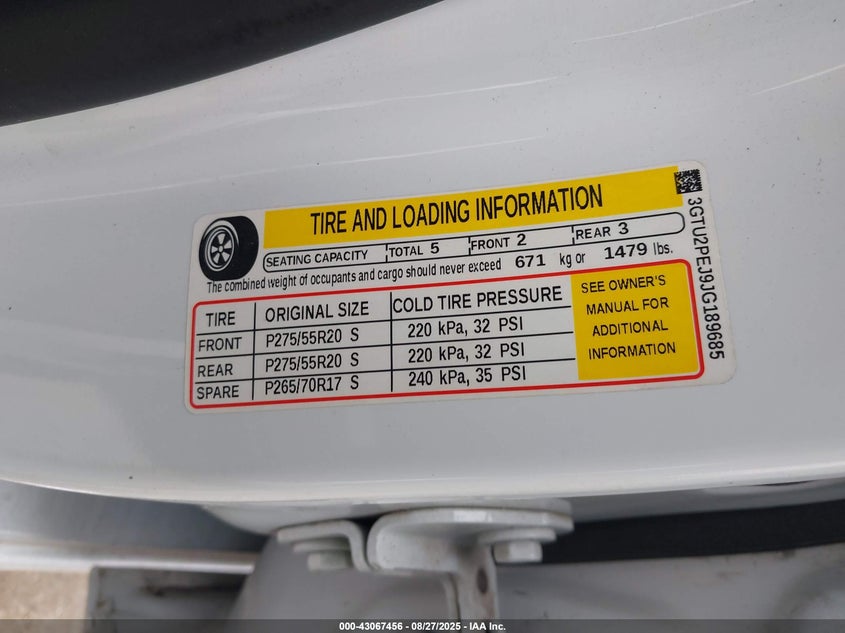 TIRE AND LOADING INFORMATION
SEATING CAPACITY TOTAL 5 FRONT 2 REAR 3
The combined weight of occupants and cargo should never exceed 671 kg or 1479 lbs.
TIRE ORIGINAL SIZE COLD TIRE PRESSURE
FRONT P275/55R20 S 220 kPa, 32 PSI
REAR P275/55R20 S 220 kPa, 32 PSI
SPARE P265/70R17 S 240 kPa, 35 PSI
SEE OWNER'S
MANUAL FOR
ADDITIONAL
INFORMATION
3GTU2PEJ9JG189685
000-43067456 - 08/27/2025 - IAA Inc.